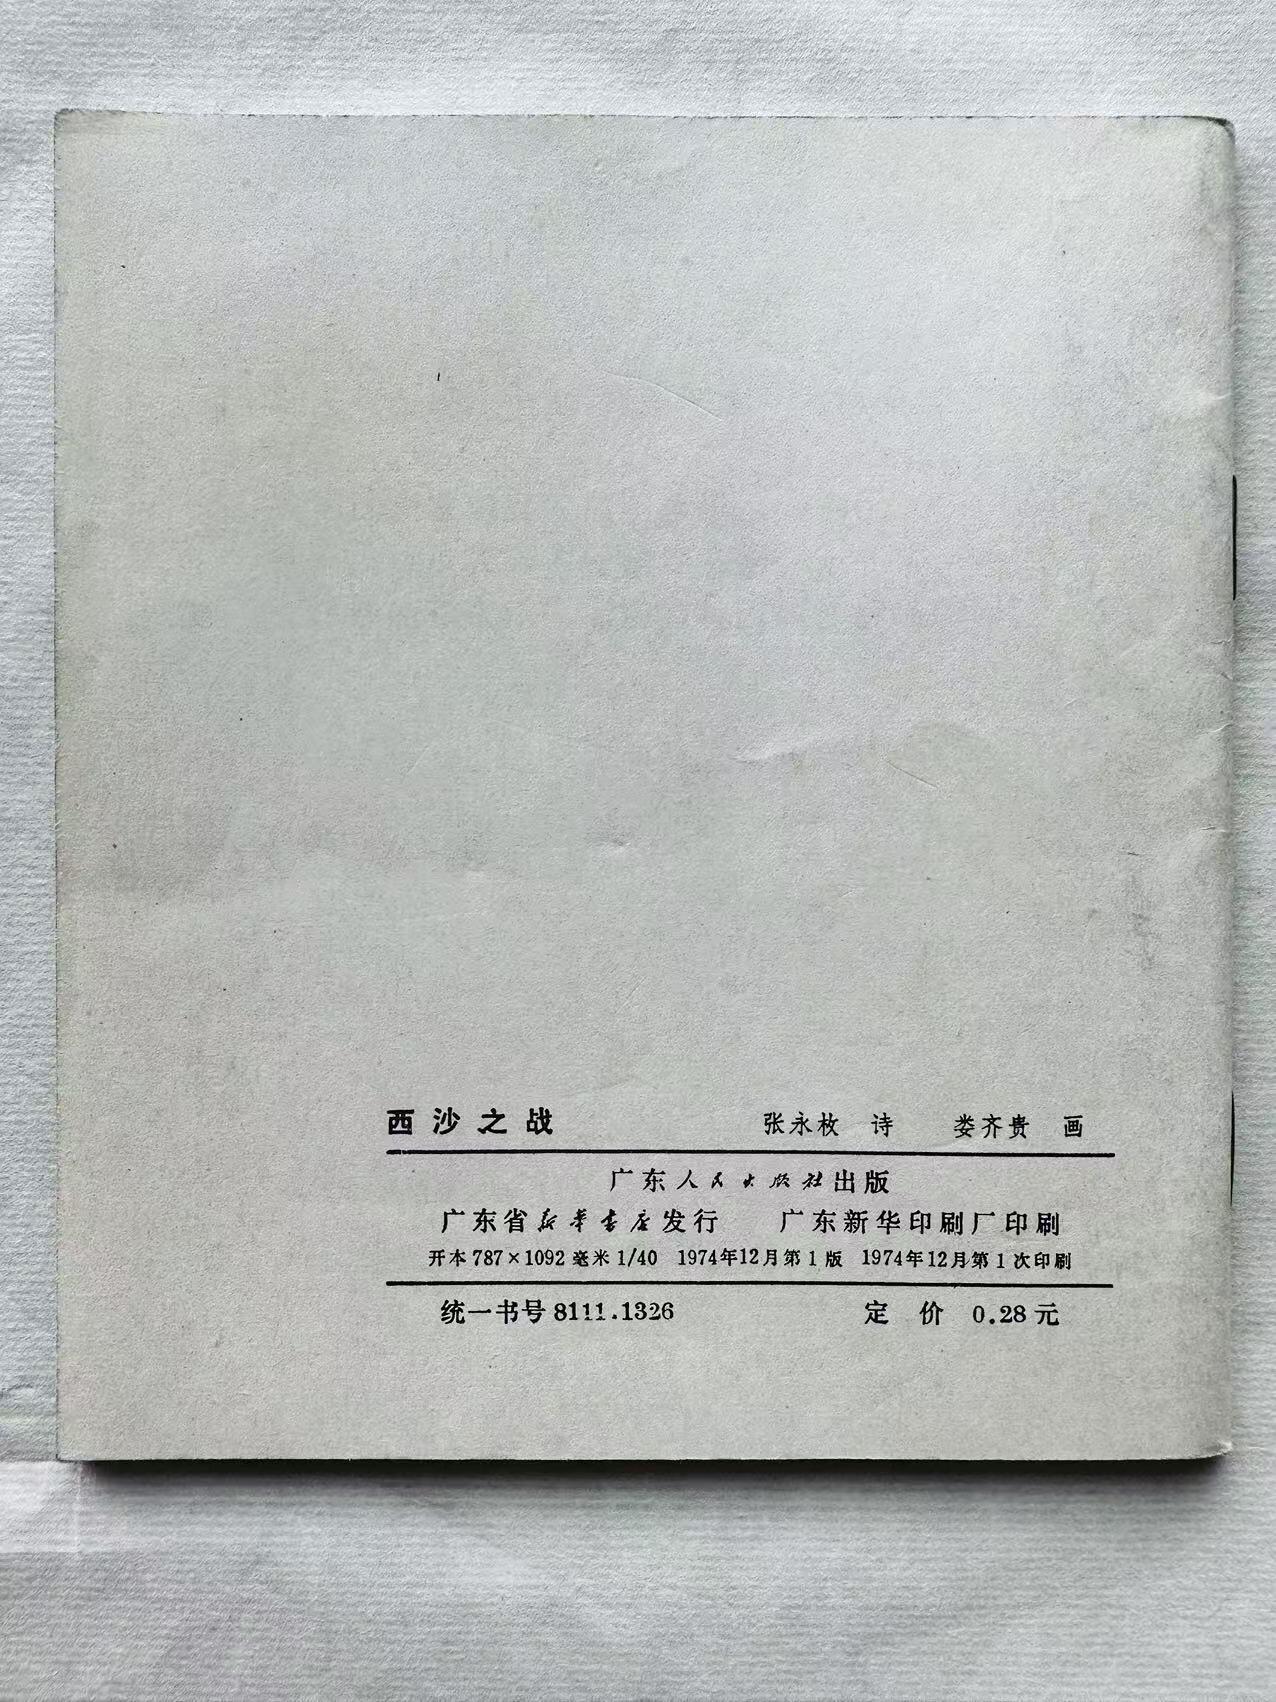 西沙之战 张永枚 诗 娄齐贵 画
广东人民出版社出版
广东省新华书店发行 广东新华印刷厂印刷
开本 787×1092 毫米 1/40 1974年12月第1版 1974年12月第1次印刷
统一书号 8111.1326 定 价 0.28 元